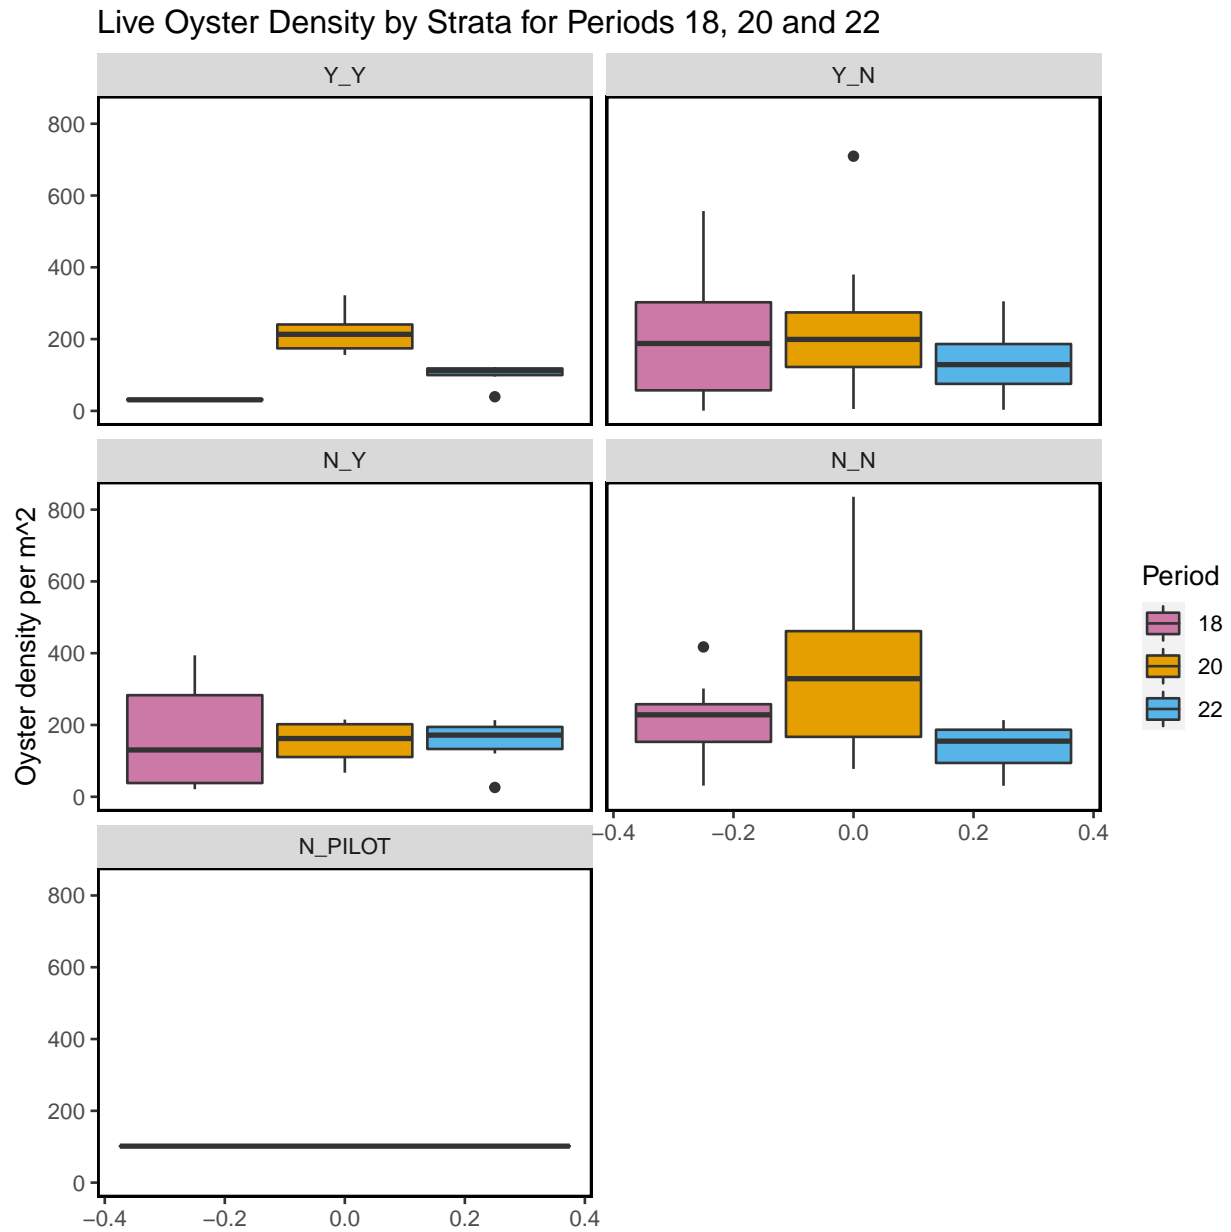 Live Oyster Density by Strata for Periods 18, 20 and 22
Y_Y
Y_N
800
600
400
200
0
N_Y
N_N
800
600
400
200
0
−0.4 −0.2 0.0 0.2 0.4
N_PILOT
800
600
400
200
0
−0.4 −0.2 0.0 0.2 0.4
Oyster density per m^2
Period
18
20
22